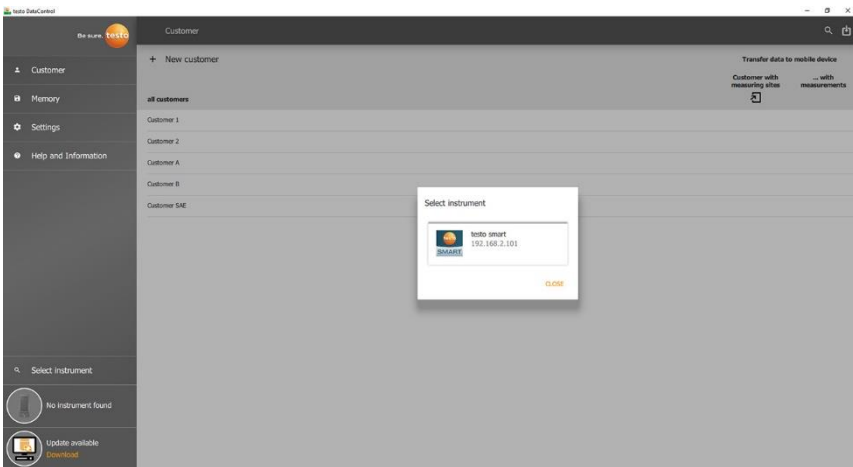 testo DataControl
Be sure. testo
Customer
Customer
Memory
Settings
Help and Information
+ New customer
Transfer data to mobile device
Customer with
measuring sites
... with
measurements
all customers
Customer 1
Customer 2
Customer A
Customer B
Customer SAE
Select instrument
testo smart
192.168.2.101
SMART
CLOSE
Select instrument
No instrument found
Update available
Download